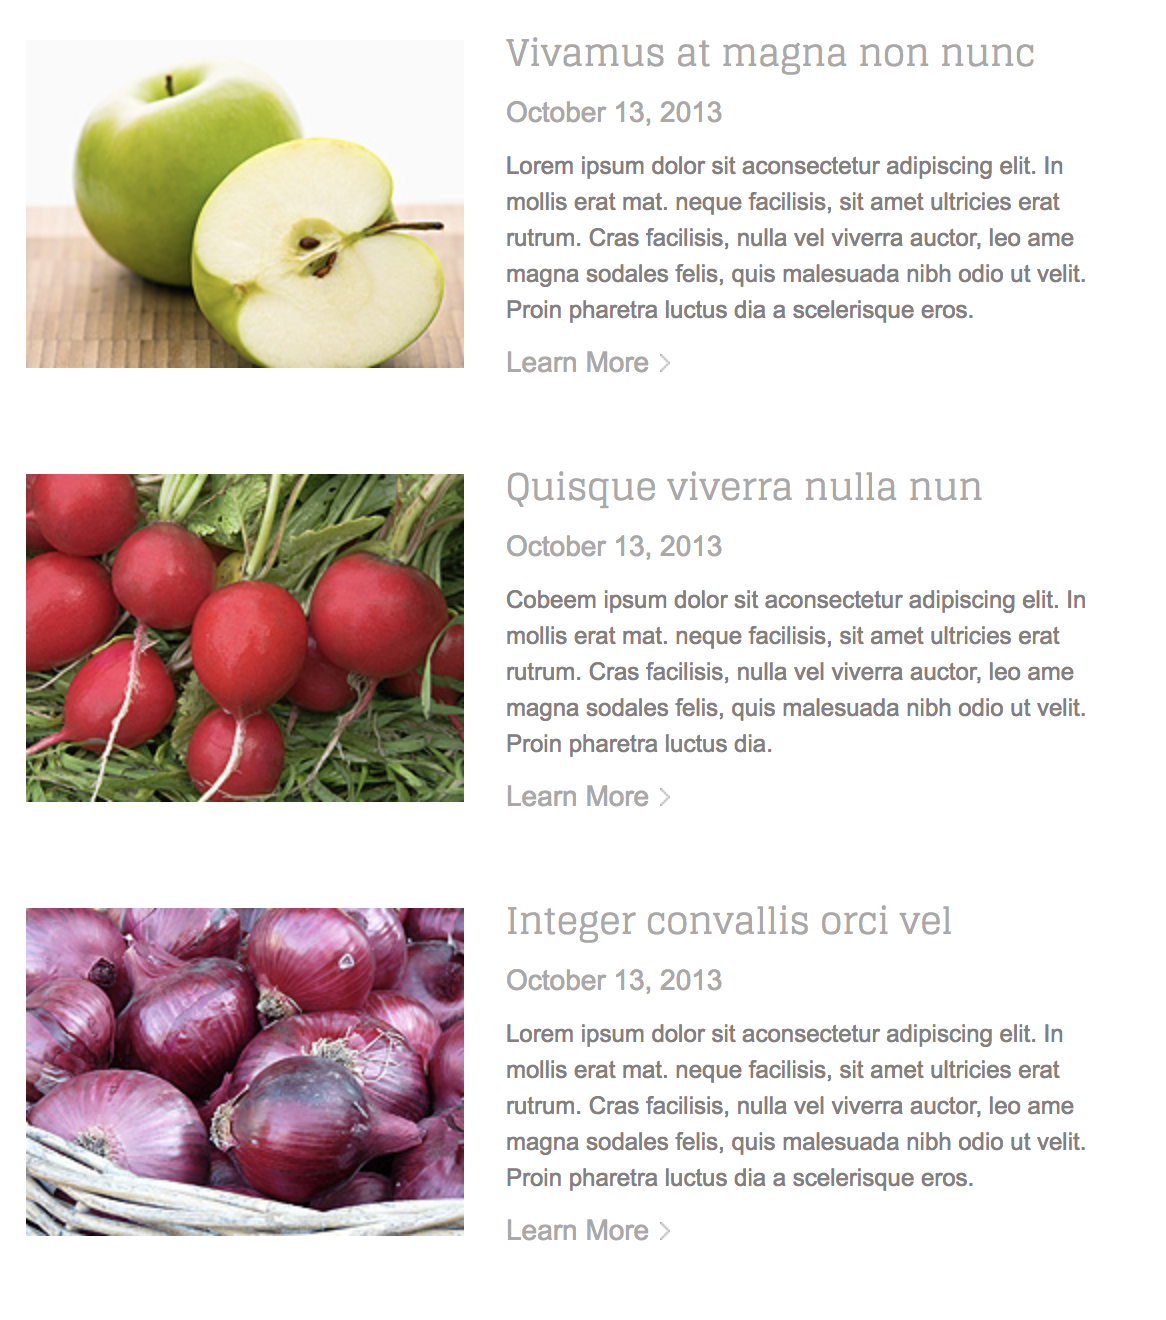 Vivamus at magna non nunc
October 13, 2013
Lorem ipsum dolor sit aconsectetur adipiscing elit. In
mollis erat mat. neque facilisis, sit amet ultricies erat
rutrum. Cras facilisis, nulla vel viverra auctor, leo ame
magna sodales felis, quis malesuada nibh odio ut velit.
Proin pharetra luctus dia a scelerisque eros.
Learn More
Quisque viverra nulla nun
October 13, 2013
Cobeem ipsum dolor sit aconsectetur adipiscing elit. In
mollis erat mat. neque facilisis, sit amet ultricies erat
rutrum. Cras facilisis, nulla vel viverra auctor, leo ame
magna sodales felis, quis malesuada nibh odio ut velit.
Proin pharetra luctus dia.
Learn More
Integer convallis orci vel
October 13, 2013
Lorem ipsum dolor sit aconsectetur adipiscing elit. In
mollis erat mat. neque facilisis, sit amet ultricies erat
rutrum. Cras facilisis, nulla vel viverra auctor, leo ame
magna sodales felis, quis malesuada nibh odio ut velit.
Proin pharetra luctus dia a scelerisque eros.
Learn More